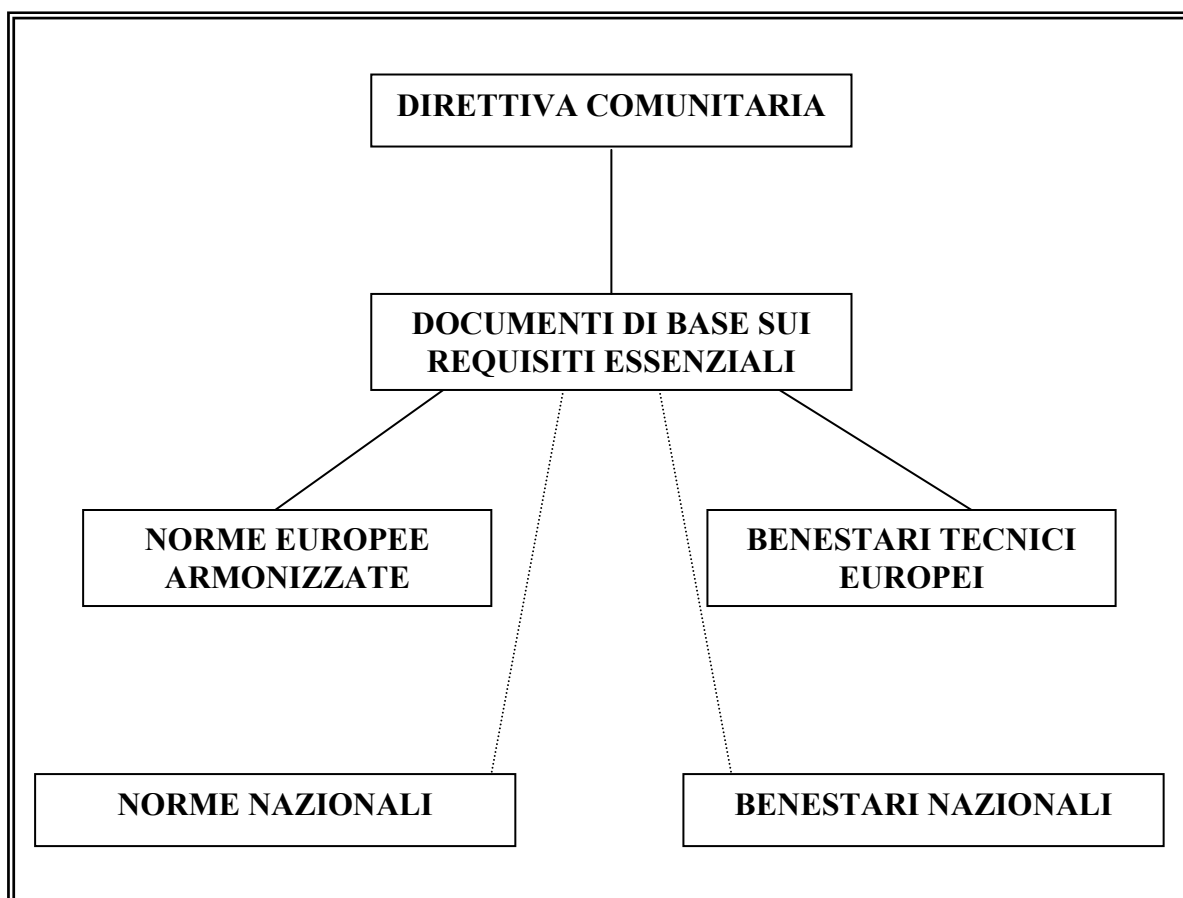 DIRETTIVA COMUNITARIA
DOCUMENTI DI BASE SUI
REQUISITI ESSENZIALI
NORME EUROPEE
ARMONIZZATE
BENESTARI TECNICI
EUROPEI
NORME NAZIONALI
BENESTARI NAZIONALI